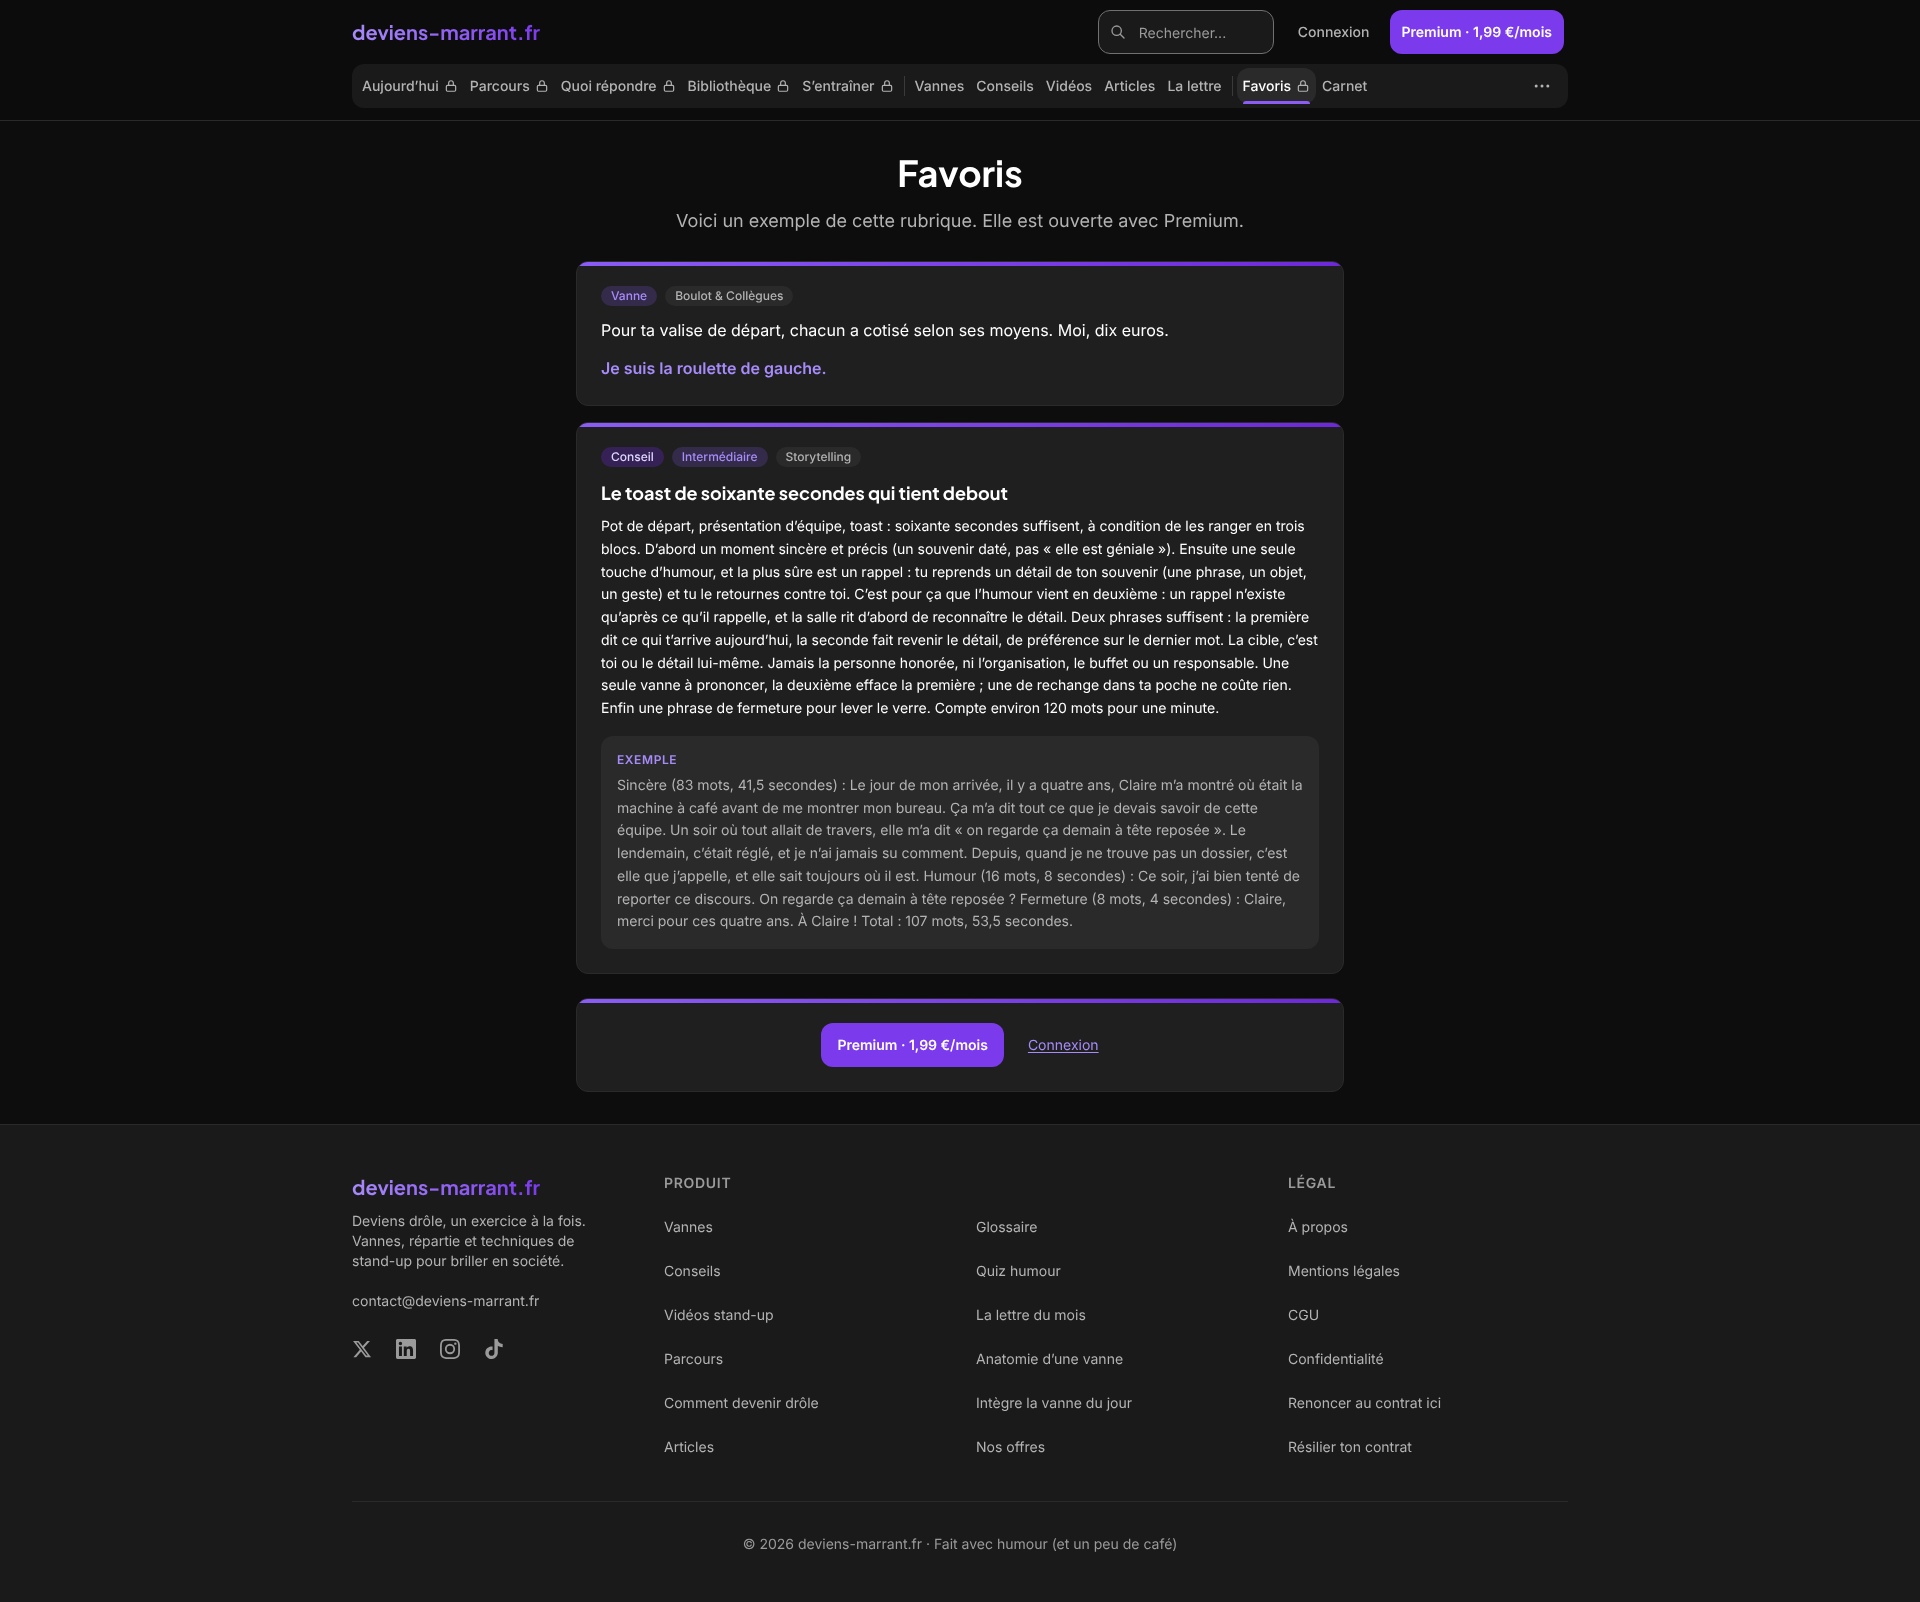 deviens-marrant.fr
Rechercher...
Connexion
Premium · 1,99 €/mois
Aujourd’hui
Parcours
Quoi répondre
Bibliothèque
S’entraîner
Vannes
Conseils
Vidéos
Articles
La lettre
Favoris
Carnet
Favoris
Voici un exemple de cette rubrique. Elle est ouverte avec Premium.
Vanne
Boulot & Collègues
Pour ta valise de départ, chacun a cotisé selon ses moyens. Moi, dix euros.
Je suis la roulette de gauche.
Conseil
Intermédiaire
Storytelling
Le toast de soixante secondes qui tient debout
Pot de départ, présentation d’équipe, toast : soixante secondes suffisent, à condition de les ranger en trois
blocs. D’abord un moment sincère et précis (un souvenir daté, pas « elle est géniale »). Ensuite une seule
touche d’humour, et la plus sûre est un rappel : tu reprends un détail de ton souvenir (une phrase, un objet,
un geste) et tu le retournes contre toi. C’est pour ça que l’humour vient en deuxième : un rappel n’existe
qu’après ce qu’il rappelle, et la salle rit d’abord de reconnaître le détail. Deux phrases suffisent : la première
dit ce qui t’arrive aujourd’hui, la seconde fait revenir le détail, de préférence sur le dernier mot. La cible, c’est
toi ou le détail lui-même. Jamais la personne honorée, ni l’organisation, le buffet ou un responsable. Une
seule vanne à prononcer, la deuxième efface la première ; une de rechange dans ta poche ne coûte rien.
Enfin une phrase de fermeture pour lever le verre. Compte environ 120 mots pour une minute.
EXEMPLE
Sincère (83 mots, 41,5 secondes) : Le jour de mon arrivée, il y a quatre ans, Claire m’a montré où était la
machine à café avant de me montrer mon bureau. Ça m’a dit tout ce que je devais savoir de cette
équipe. Un soir où tout allait de travers, elle m’a dit « on regarde ça demain à tête reposée ». Le
lendemain, c’était réglé, et je n’ai jamais su comment. Depuis, quand je ne trouve pas un dossier, c’est
elle que j’appelle, et elle sait toujours où il est. Humour (16 mots, 8 secondes) : Ce soir, j’ai bien tenté de
reporter ce discours. On regarde ça demain à tête reposée ? Fermeture (8 mots, 4 secondes) : Claire,
merci pour ces quatre ans. À Claire ! Total : 107 mots, 53,5 secondes.
Premium · 1,99 €/mois
Connexion
deviens-marrant.fr
Deviens drôle, un exercice à la fois.
Vannes, répartie et techniques de
stand-up pour briller en société.
contact@deviens-marrant.fr
PRODUIT
Vannes
Conseils
Vidéos stand-up
Parcours
Comment devenir drôle
Articles
Glossaire
Quiz humour
La lettre du mois
Anatomie d’une vanne
Intègre la vanne du jour
Nos offres
LÉGAL
À propos
Mentions légales
CGU
Confidentialité
Renoncer au contrat ici
Résilier ton contrat
© 2026 deviens-marrant.fr · Fait avec humour (et un peu de café)